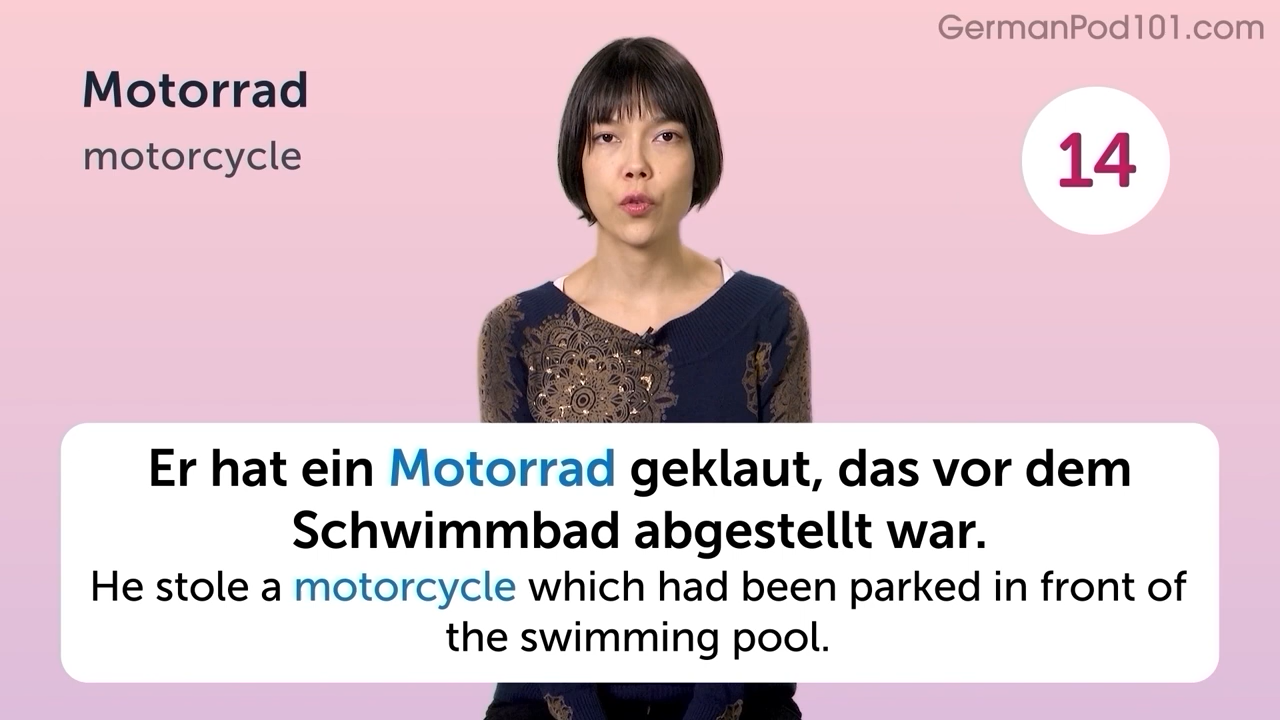 GermanPod101.com
Motorrad
motorcycle
14
Er hat ein Motorrad geklaut, das vor dem
Schwimmbad abgestellt war.
He stole a motorcycle which had been parked in front of
the swimming pool.